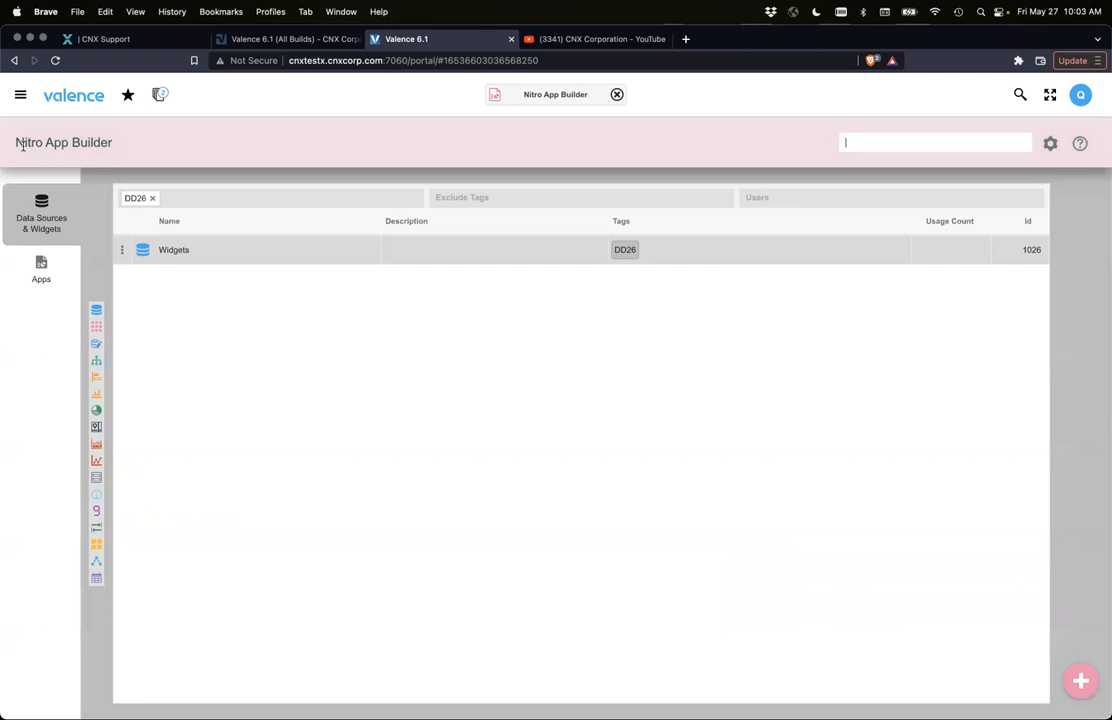 Brave File Edit View History Bookmarks Profiles Tab Window Help Fri May 27 10:03 AM
| CNX Support Valence 6.1 (All Builds) - CNX Corp Valence 6.1 (3341) CNX Corporation - YouTube
Not Secure cnxtestx.cnxcorp.com:7060/portal/#16536603036568250 Update
valence 2 Nitro App Builder Q
Nitro App Builder
Data Sources
& Widgets
Apps
DD26 Exclude Tags Users
Name Description Tags Usage Count Id
Widgets DD26 1026